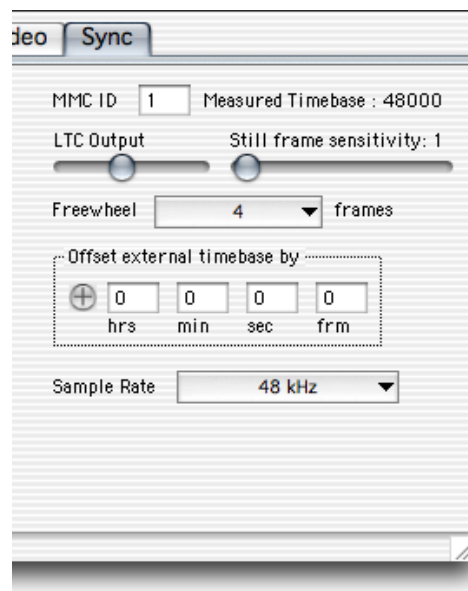 deo Sync
MMC ID 1 Measured Timebase : 48000
LTC Output Still frame sensitivity: 1
Freewheel 4 frames
Offset external timebase by
0 0 0 0
hrs min sec frm
Sample Rate 48 kHz